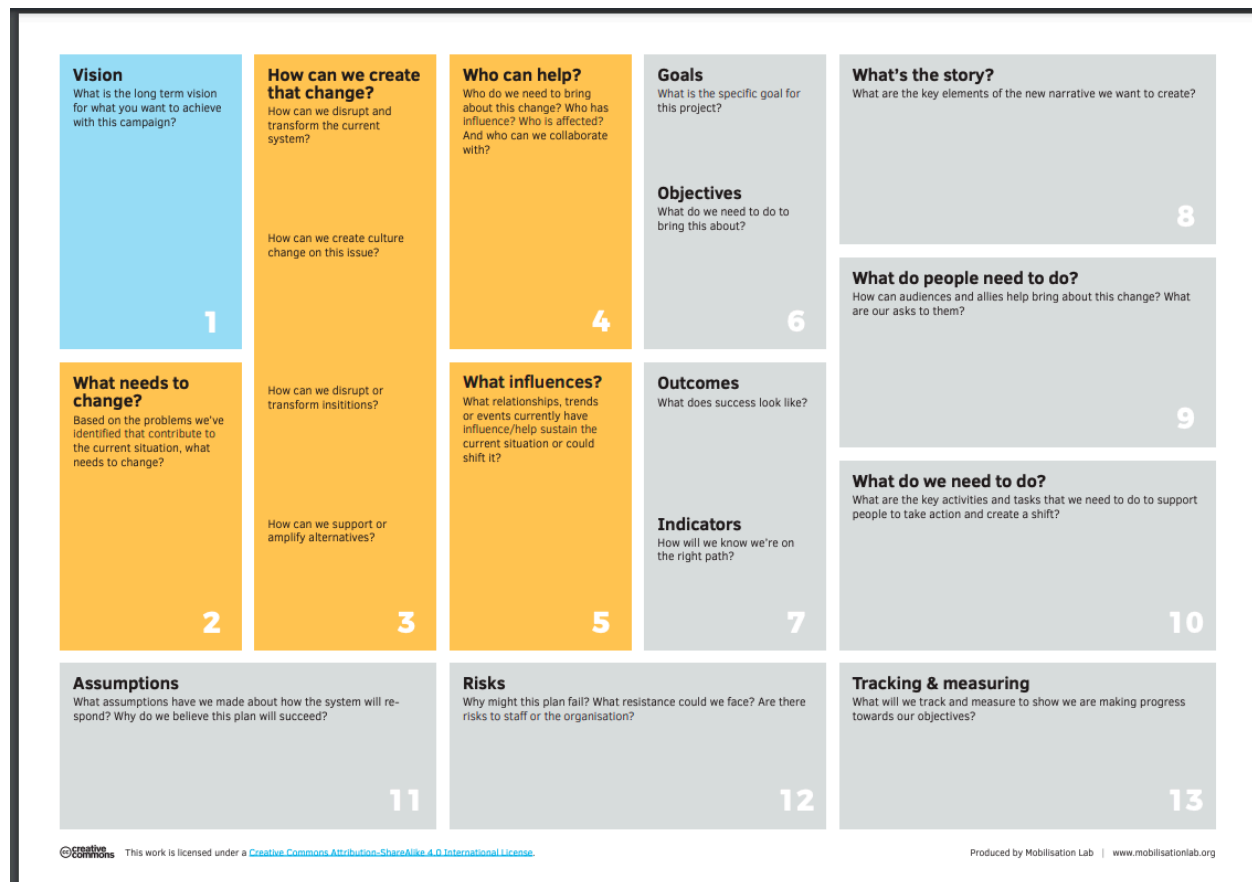 Vision
What is the long term vision
for what you want to achieve
with this campaign?
1
What needs to
change?
Based on the problems we've
identified that contribute to
the current situation, what
needs to change?
2
How can we create
that change?
How can we disrupt and
transform the current
system?
How can we create culture
change on this issue?
How can we disrupt or
transform insititions?
How can we support or
amplify alternatives?
3
Who can help?
Who do we need to bring
about this change? Who has
influence? Who is affected?
And who can we collaborate
with?
4
What influences?
What relationships, trends
or events currently have
influence/help sustain the
current situation or could
shift it?
5
Goals
What is the specific goal for
this project?
Objectives
What do we need to do to
bring this about?
6
Outcomes
What does success look like?
Indicators
How will we know we're on
the right path?
7
What's the story?
What are the key elements of the new narrative we want to create?
8
What do people need to do?
How can audiences and allies help bring about this change? What
are our asks to them?
9
What do we need to do?
What are the key activities and tasks that we need to do to support
people to take action and create a shift?
10
Assumptions
What assumptions have we made about how the system will re-
spond? Why do we believe this plan will succeed?
11
Risks
Why might this plan fail? What resistance could we face? Are there
risks to staff or the organisation?
12
Tracking & measuring
What will we track and measure to show we are making progress
towards our objectives?
13
cc creative
commons
This work is licensed under a Creative Commons Attribution-ShareAlike 4.0 International License.
Produced by Mobilisation Lab | www.mobilisationlab.org